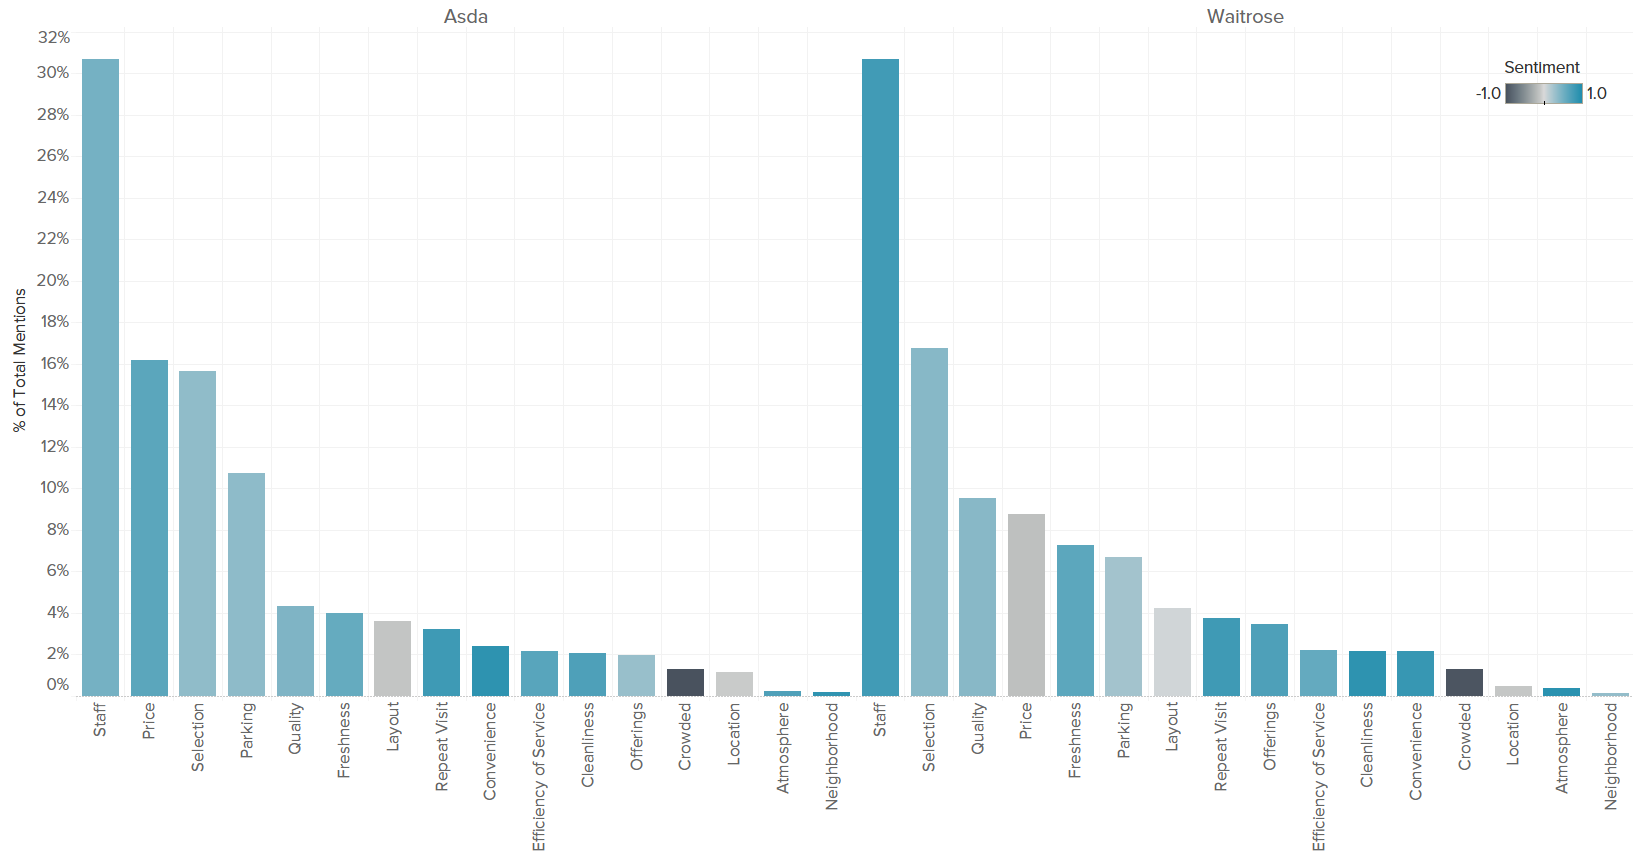 Asda
Waitrose
Sentiment
-1.0
1.0
% of Total Mentions
32%
30%
28%
26%
24%
22%
20%
18%
16%
14%
12%
10%
8%
6%
4%
2%
0%
Staff
Price
Selection
Parking
Quality
Freshness
Layout
Repeat Visit
Convenience
Efficiency of Service
Cleanliness
Offerings
Crowded
Location
Atmosphere
Neighborhood
Staff
Selection
Quality
Price
Freshness
Parking
Layout
Repeat Visit
Offerings
Efficiency of Service
Cleanliness
Convenience
Crowded
Location
Atmosphere
Neighborhood